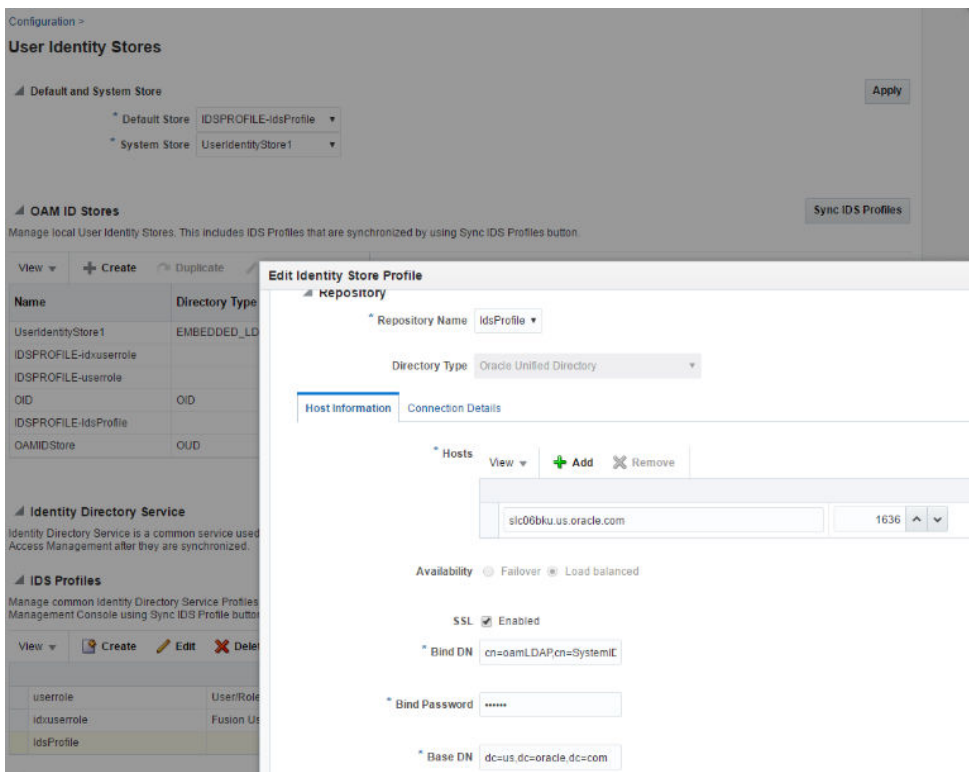 Configuration >
User Identity Stores
Default and System Store
Apply
* Default Store IDSPROFILE-IdsProfile
* System Store UserIdentityStore1
OAM ID Stores
Sync IDS Profiles
Manage local User Identity Stores. This includes IDS Profiles that are synchronized by using Sync IDS Profiles button.
View Create Duplicate
Name Directory Type
UserIdentityStore1 EMBEDDED_LD
IDSPROFILE-idxuserrole
IDSPROFILE-userrole
OID OID
IDSPROFILE-IdsProfile
OAMIDStore OUD
Identity Directory Service
Identity Directory Service is a common service used
Access Management after they are synchronized.
IDS Profiles
Manage common Identity Directory Service Profiles
Management Console using Sync IDS Profile button
View Create Edit Delet
userrole User/Role
idxuserrole Fusion Us
IdsProfile
Edit Identity Store Profile
Repository
* Repository Name IdsProfile
Directory Type Oracle Unified Directory
Host Information Connection Details
* Hosts
View Add Remove
slc06bku.us.oracle.com 1636
Availability Failover Load balanced
SSL Enabled
* Bind DN cn=oamLDAP,cn=SystemID
* Bind Password ••••••
* Base DN dc=us,dc=oracle,dc=com